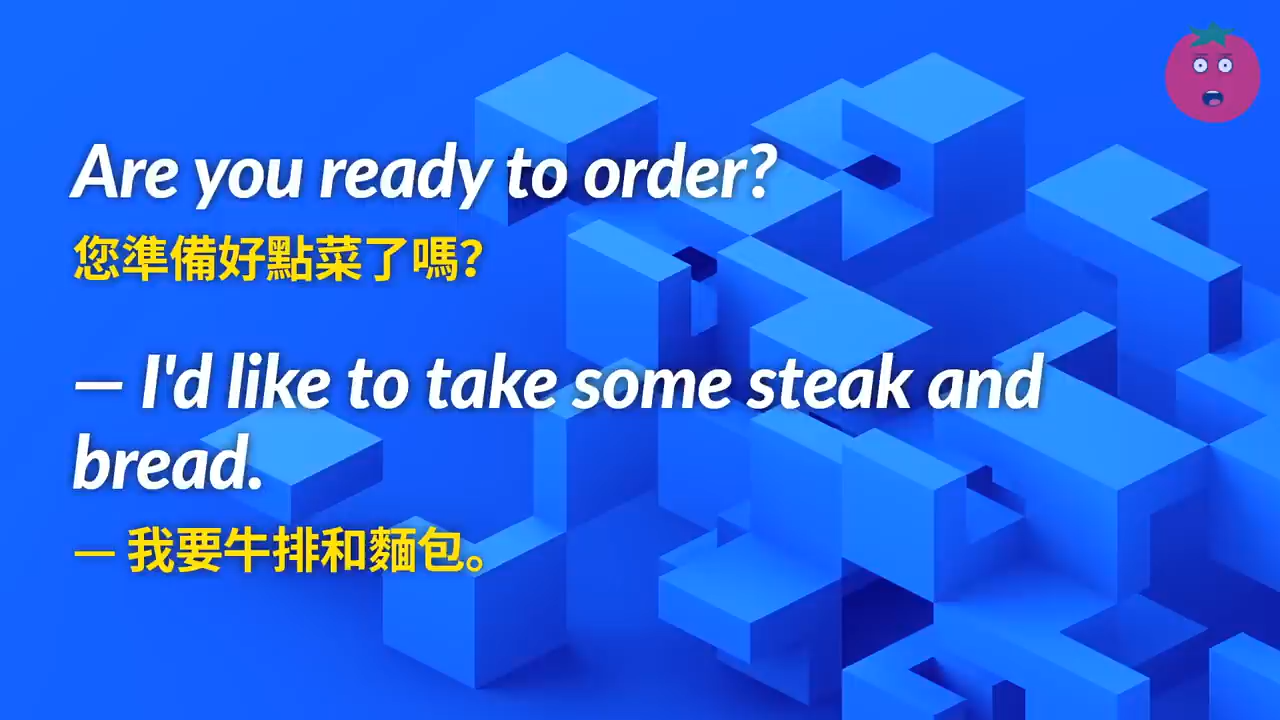 Are you ready to order?
您準備好點菜了嗎?
— I'd like to take some steak and
bread.
— 我要牛排和麵包。